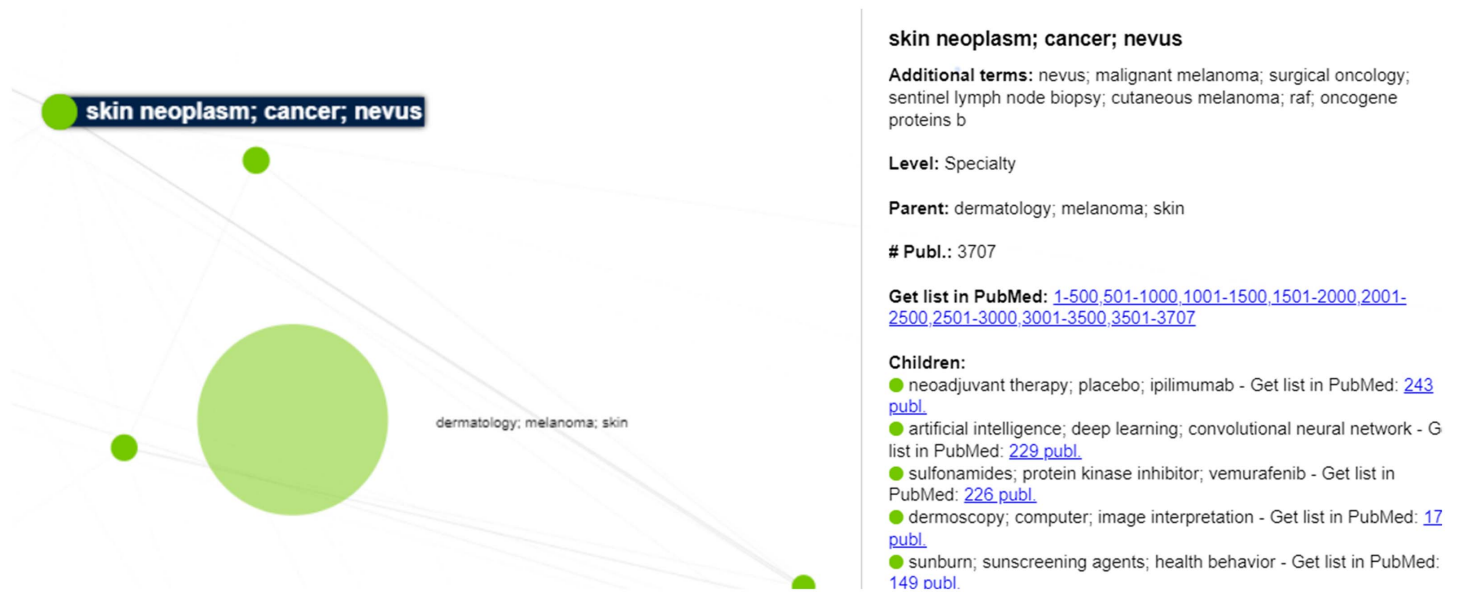 skin neoplasm; cancer; nevus
dermatology; melanoma; skin
skin neoplasm; cancer; nevus
Additional terms: nevus; malignant melanoma; surgical oncology;
sentinel lymph node biopsy; cutaneous melanoma; raf; oncogene
proteins b
Level: Specialty
Parent: dermatology; melanoma; skin
# Publ.: 3707
Get list in PubMed: 1-500,501-1000,1001-1500,1501-2000,2001-
2500,2501-3000,3001-3500,3501-3707
Children:
neoadjuvant therapy; placebo; ipilimumab - Get list in PubMed: 243
publ.
artificial intelligence; deep learning; convolutional neural network - G
list in PubMed: 229 publ.
sulfonamides; protein kinase inhibitor; vemurafenib - Get list in
PubMed: 226 publ.
dermoscopy; computer; image interpretation - Get list in PubMed: 17
publ.
sunburn; sunscreening agents; health behavior - Get list in PubMed:
149 publ.